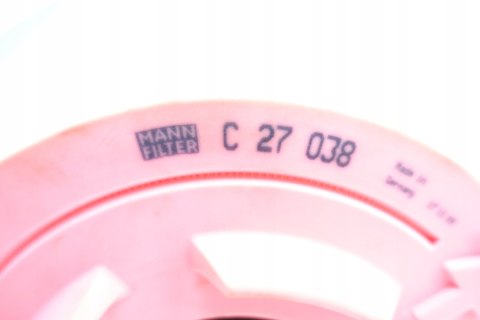 MANN
FILTER
C 27 038
Made in
Germany